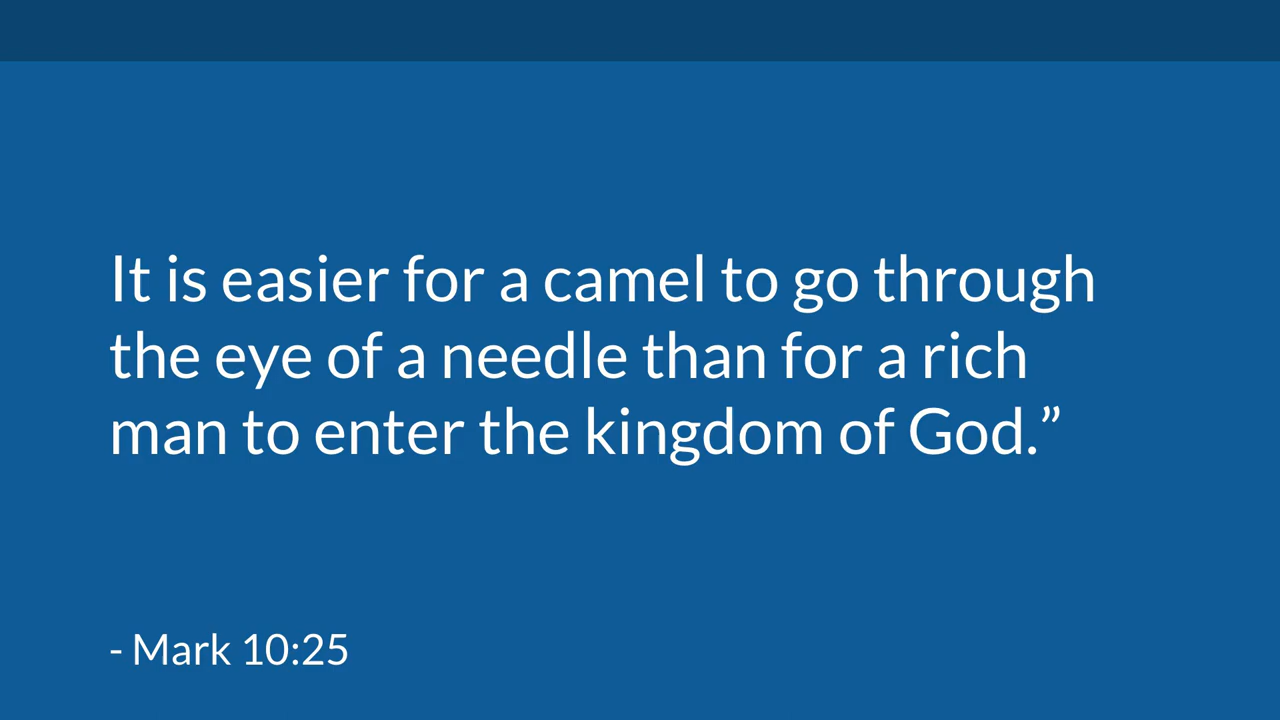 It is easier for a camel to go through
the eye of a needle than for a rich
man to enter the kingdom of God.”
- Mark 10:25